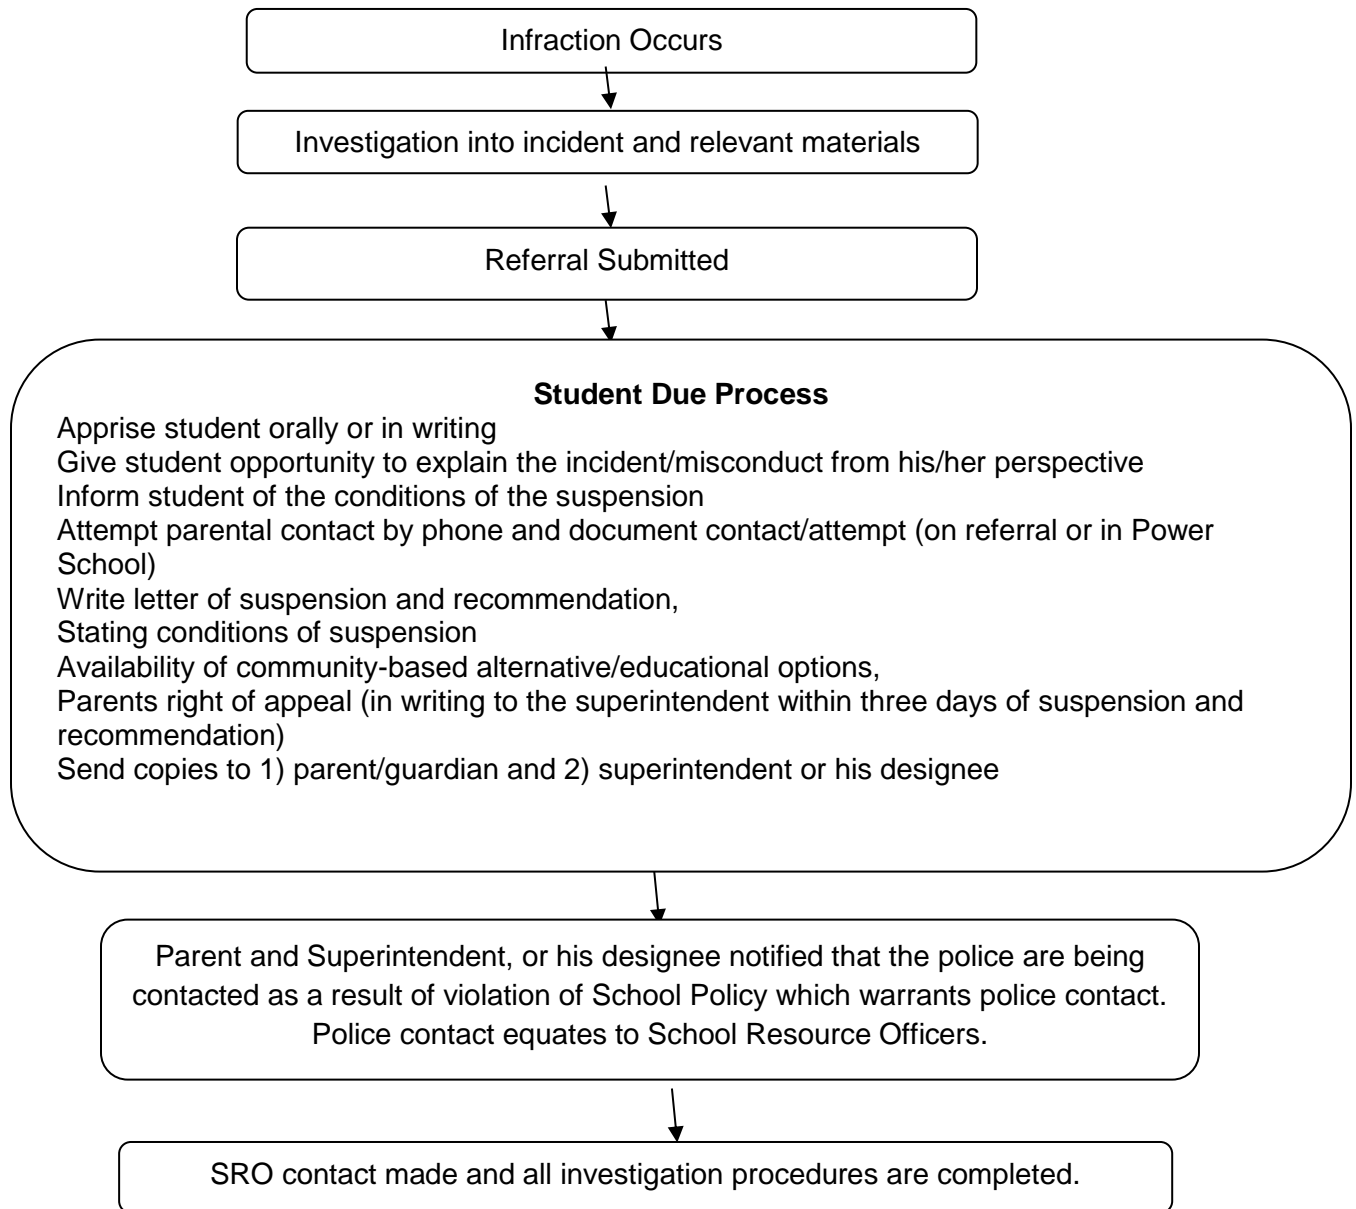 Infraction Occurs
Investigation into incident and relevant materials
Referral Submitted
Student Due Process
Apprise student orally or in writing
Give student opportunity to explain the incident/misconduct from his/her perspective
Inform student of the conditions of the suspension
Attempt parental contact by phone and document contact/attempt (on referral or in Power
School)
Write letter of suspension and recommendation,
Stating conditions of suspension
Availability of community-based alternative/educational options,
Parents right of appeal (in writing to the superintendent within three days of suspension and
recommendation)
Send copies to 1) parent/guardian and 2) superintendent or his designee
Parent and Superintendent, or his designee notified that the police are being
contacted as a result of violation of School Policy which warrants police contact.
Police contact equates to School Resource Officers.
SRO contact made and all investigation procedures are completed.